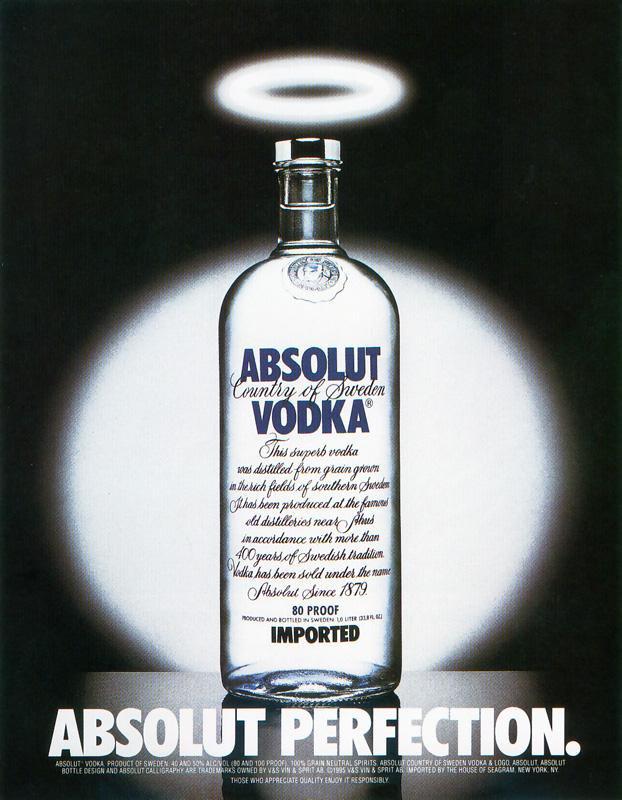 ABSOLUT
Country of Sweden
VODKA®
This superb vodka
was distilled from grain grown
in the rich fields of southern Sweden.
It has been produced at the famous
old distilleries near Åhus
in accordance with more than
400 years of Swedish tradition.
Vodka has been sold under the name
Absolut Since 1879.
80 PROOF
PRODUCED AND BOTTLED IN SWEDEN. 1,0 LITER (33,8 FL. OZ.)
IMPORTED
ABSOLUT PERFECTION.
ABSOLUT® VODKA. PRODUCT OF SWEDEN. 40 AND 50% ALC/VOL (80 AND 100 PROOF). 100% GRAIN NEUTRAL SPIRITS. ABSOLUT COUNTRY OF SWEDEN VODKA & LOGO, ABSOLUT, ABSOLUT
BOTTLE DESIGN AND ABSOLUT CALLIGRAPHY ARE TRADEMARKS OWNED BY V&S VIN & SPRIT AB. ©1995 V&S VIN & SPRIT AB. IMPORTED BY THE HOUSE OF SEAGRAM, NEW YORK, NY.
THOSE WHO APPRECIATE QUALITY ENJOY IT RESPONSIBLY.